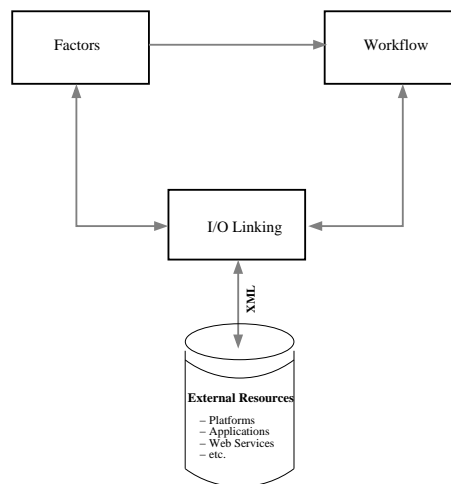 Factors
Workflow
I/O Linking
XML
External Resources
– Platforms
– Applications
– Web Services
– etc.